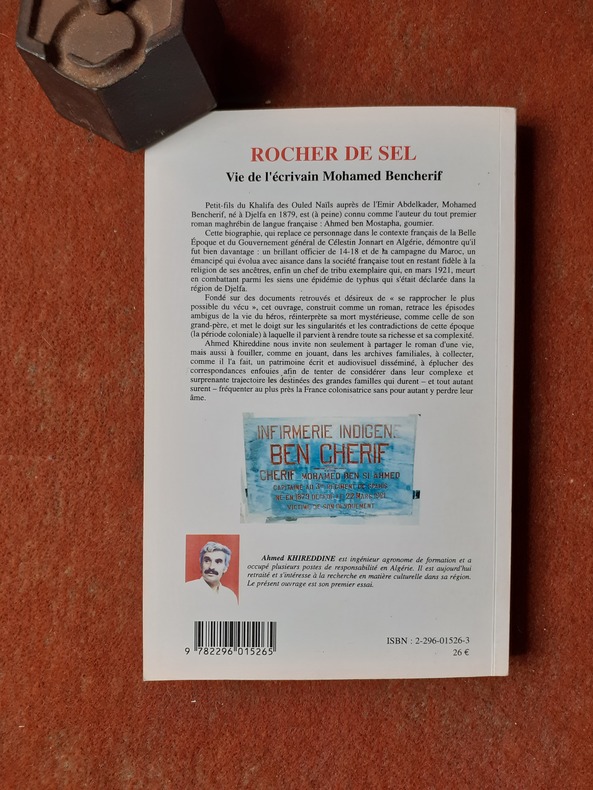 ROCHER DE SEL
Vie de l'écrivain Mohamed Bencherif
Petit-fils du Khalifa des Ouled Naïls auprès de l'Emir Abdelkader, Mohamed
Bencherif, né à Djelfa en 1879, est (à peine) connu comme l'auteur du tout premier
roman maghrébin de langue française : Ahmed ben Mostapha, goumier.
Cette biographie, qui replace ce personnage dans le contexte français de la Belle
Époque et du Gouvernement général de Célestin Jonnart en Algérie, démontre qu'il
fut bien davantage : un brillant officier de 14-18 et de la campagne du Maroc, un
émancipé qui évolua avec aisance dans la société française tout en restant fidèle à la
religion de ses ancêtres, enfin un chef de tribu exemplaire qui, en mars 1921, meurt
en combattant parmi les siens une épidémie de typhus qui s'était déclarée dans la
région de Djelfa.
Fondé sur des documents retrouvés et désireux de « se rapprocher le plus
possible du vécu », cet ouvrage, construit comme un roman, retrace les épisodes
ambigus de la vie du héros, réinterprète sa mort mystérieuse, comme celle de son
grand-père, et met le doigt sur les singularités et les contradictions de cette époque
(la période coloniale) à laquelle il parvient à rendre toute sa richesse et sa complexité.
Ahmed Khireddine nous invite non seulement à partager le roman d'une vie,
mais aussi à fouiller, comme en jouant, dans les archives familiales, à collecter,
comme il l'a fait, un patrimoine écrit et audiovisuel disséminé, à éplucher des
correspondances enfouies afin de tenter de considérer dans leur complexe et
surprenante trajectoire les destinées des grandes familles qui durent – et tout autant
surent – fréquenter au plus près la France colonisatrice sans pour autant y perdre leur
âme.
INFIRMERIE INDIGENE
BEN CHERIF
CHERIF MOHAMED BEN SI AHMED
CAPITAINE AU
22 MARS
VICTIME DE SON DEVOUEMENT
Ahmed KHIREDDINE est ingénieur agronome de formation et a
occupé plusieurs postes de responsabilité en Algérie. Il est aujourd'hui
retraité et s'intéresse à la recherche en matière culturelle dans sa région.
Le présent ouvrage est son premier essai.
ISBN : 2-296-01526-3
26 €
9 782296 015265